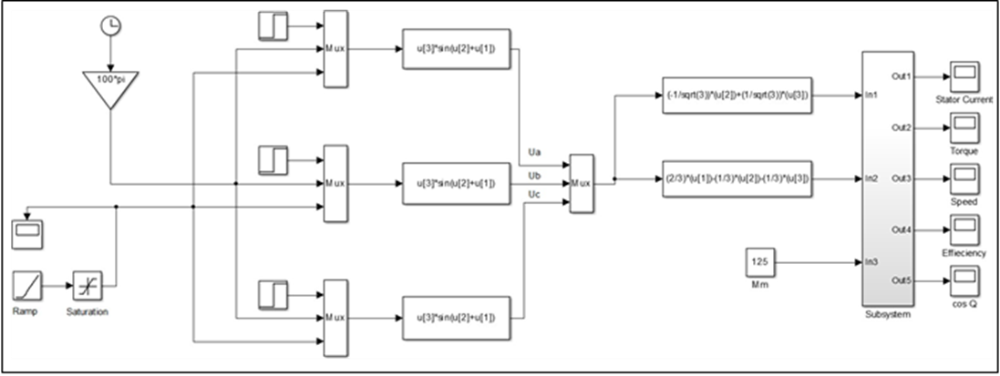 100*pi
Mux
u[3]*sin(u[2]+u[1])
Mux
u[3]*sin(u[2]+u[1])
Mux
u[3]*sin(u[2]+u[1])
Ramp
Saturation
Ua
Ub
Uc
Mux
(-1/sqrt(3))*(u[2])+(1/sqrt(3))*(u[3])
(2/3)*(u[1])-(1/3)*(u[2])-(1/3)*(u[3])
125
Mm
In1
In2
In3
Out1
Out2
Out3
Out4
Out5
Subsystem
Stator Current
Torque
Speed
Effieciency
cos Q